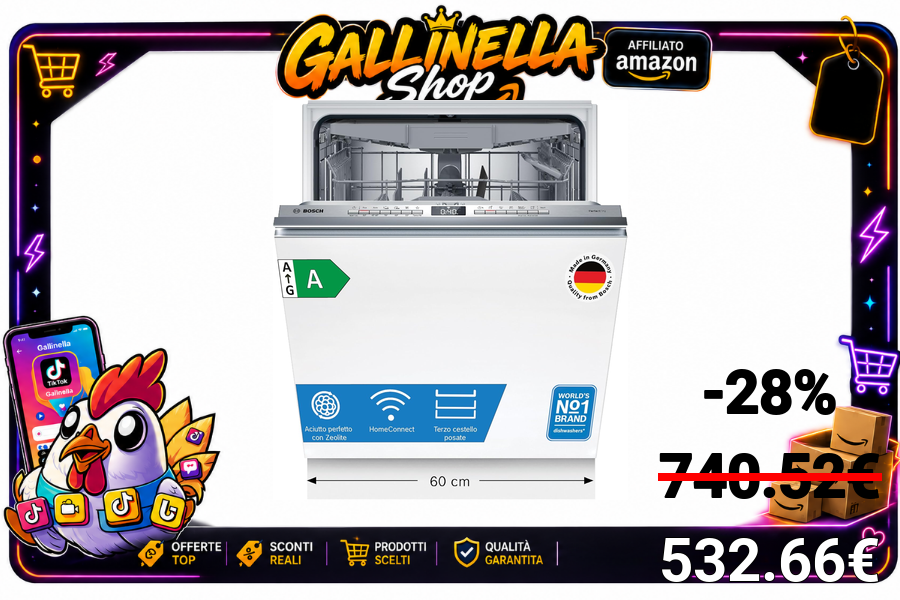 GALLINELLA
Shop
AFFILIATO
amazon
BOSCH
A
G
A
Made in Germany
Quality from Bosch
Gallinella
TikTok
Gallinella
Aciutto perfetto
con Zeolite
HomeConnect
Terzo cestello
posate
WORLD'S
Nº1
BRAND
dishwashers*
60 cm
-28%
740.52€
532.66€
OFFERTE
TOP
SCONTI
REALI
PRODOTTI
SCELTI
QUALITÀ
GARANTITA